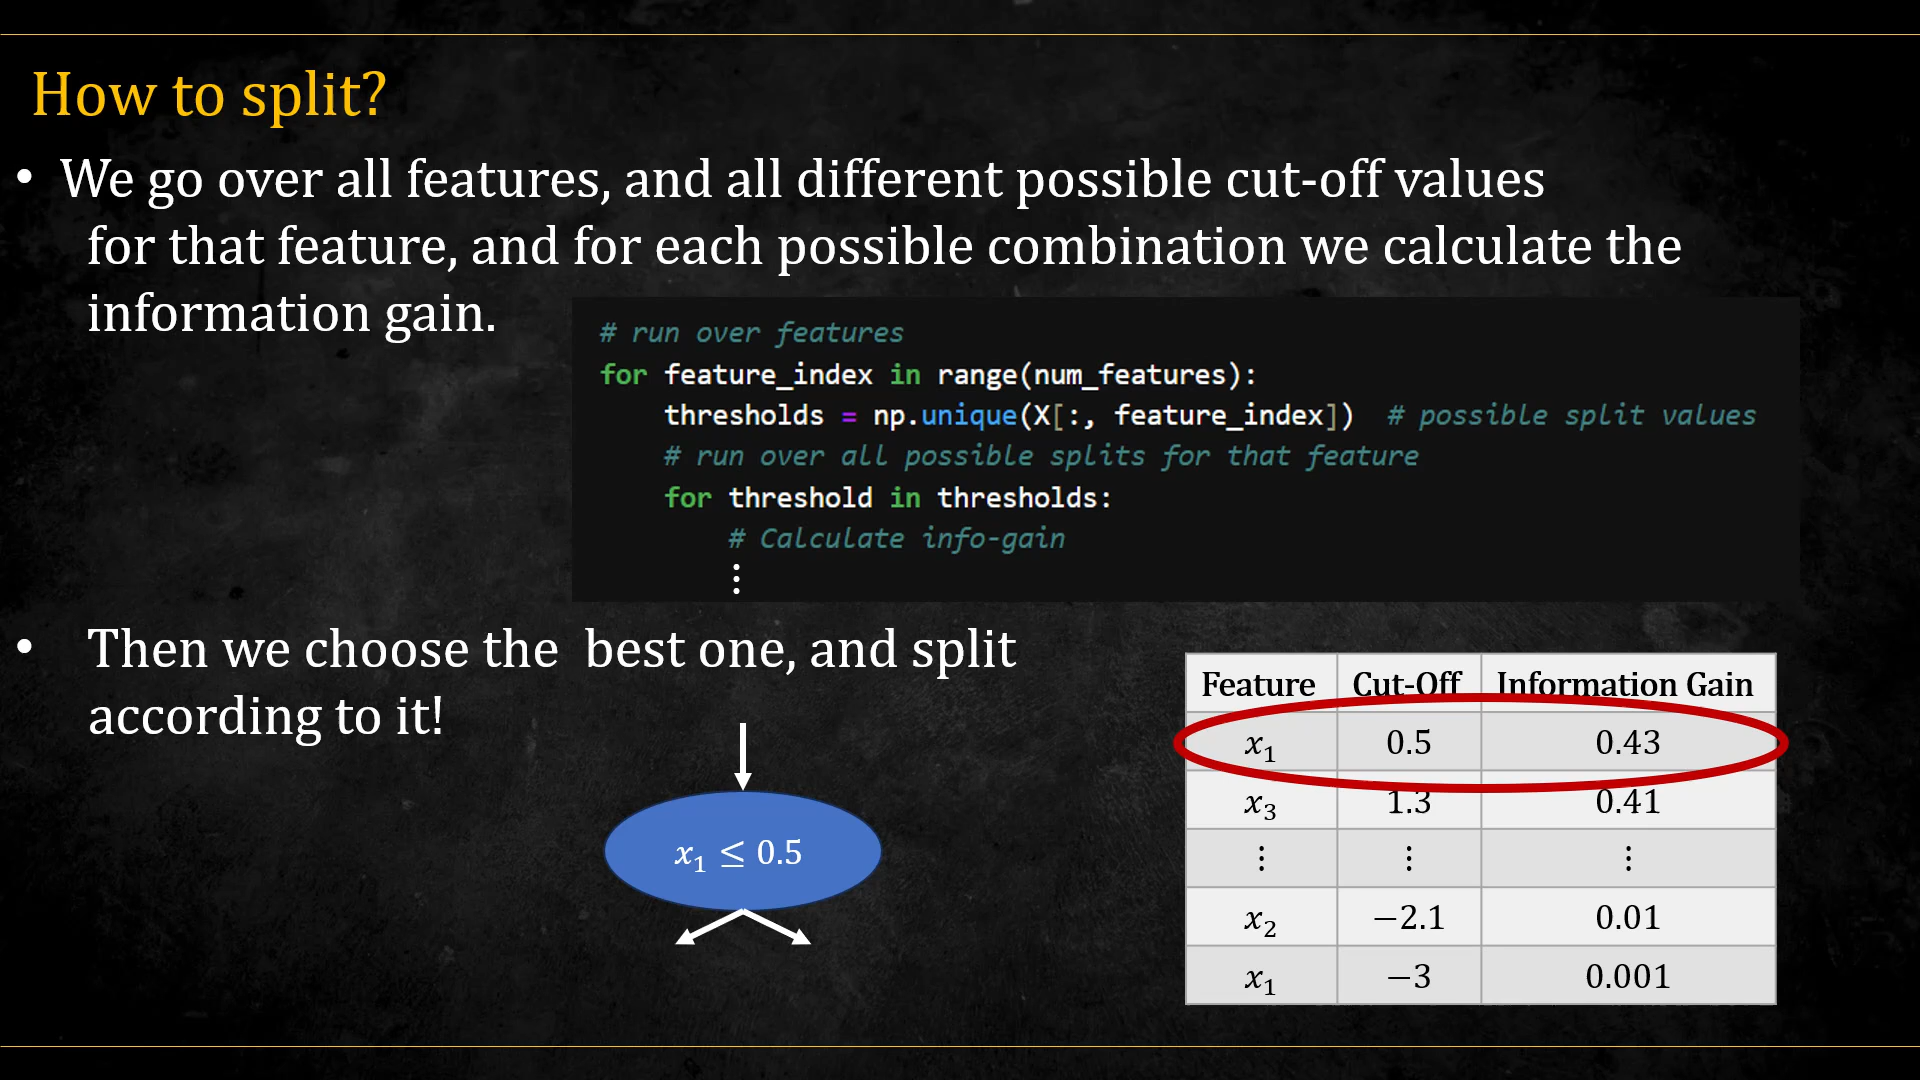 How to split?
• We go over all features, and all different possible cut-off values
for that feature, and for each possible combination we calculate the
information gain.
# run over features
for feature_index in range(num_features):
thresholds = np.unique(X[:, feature_index])  # possible split values
# run over all possible splits for that feature
for threshold in thresholds:
# Calculate info-gain
⋮
• Then we choose the best one, and split
according to it!
x₁ ≤ 0.5
Feature Cut-Off Information Gain
x₁ 0.5 0.43
x₃ 1.3 0.41
⋮ ⋮ ⋮
x₂ −2.1 0.01
x₁ −3 0.001